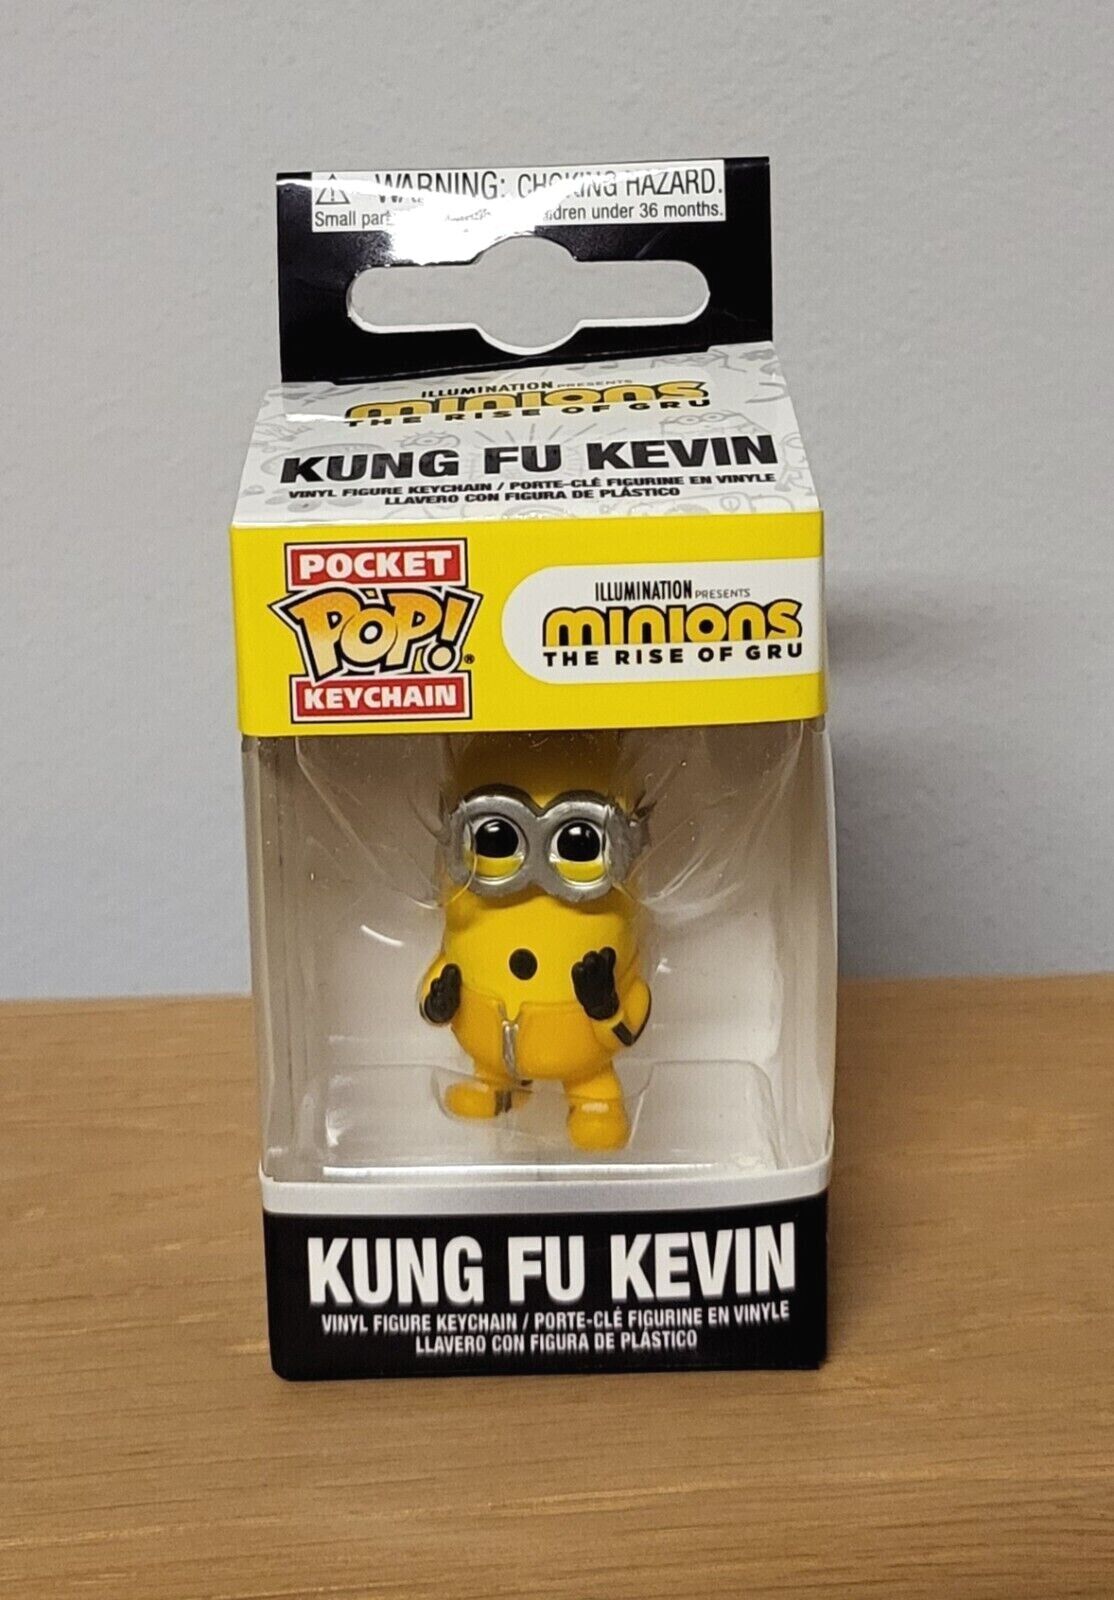 WARNING: CHOKING HAZARD.
Small par children under 36 months.
ILLUMINATION PRESENTS
minions
THE RISE OF GRU
KUNG FU KEVIN
VINYL FIGURE KEYCHAIN / PORTE-CLÉ FIGURINE EN VINYLE
LLAVERO CON FIGURA DE PLÁSTICO
POCKET
POP!®
KEYCHAIN
ILLUMINATION PRESENTS
minions
THE RISE OF GRU
KUNG FU KEVIN
VINYL FIGURE KEYCHAIN / PORTE-CLÉ FIGURINE EN VINYLE
LLAVERO CON FIGURA DE PLÁSTICO